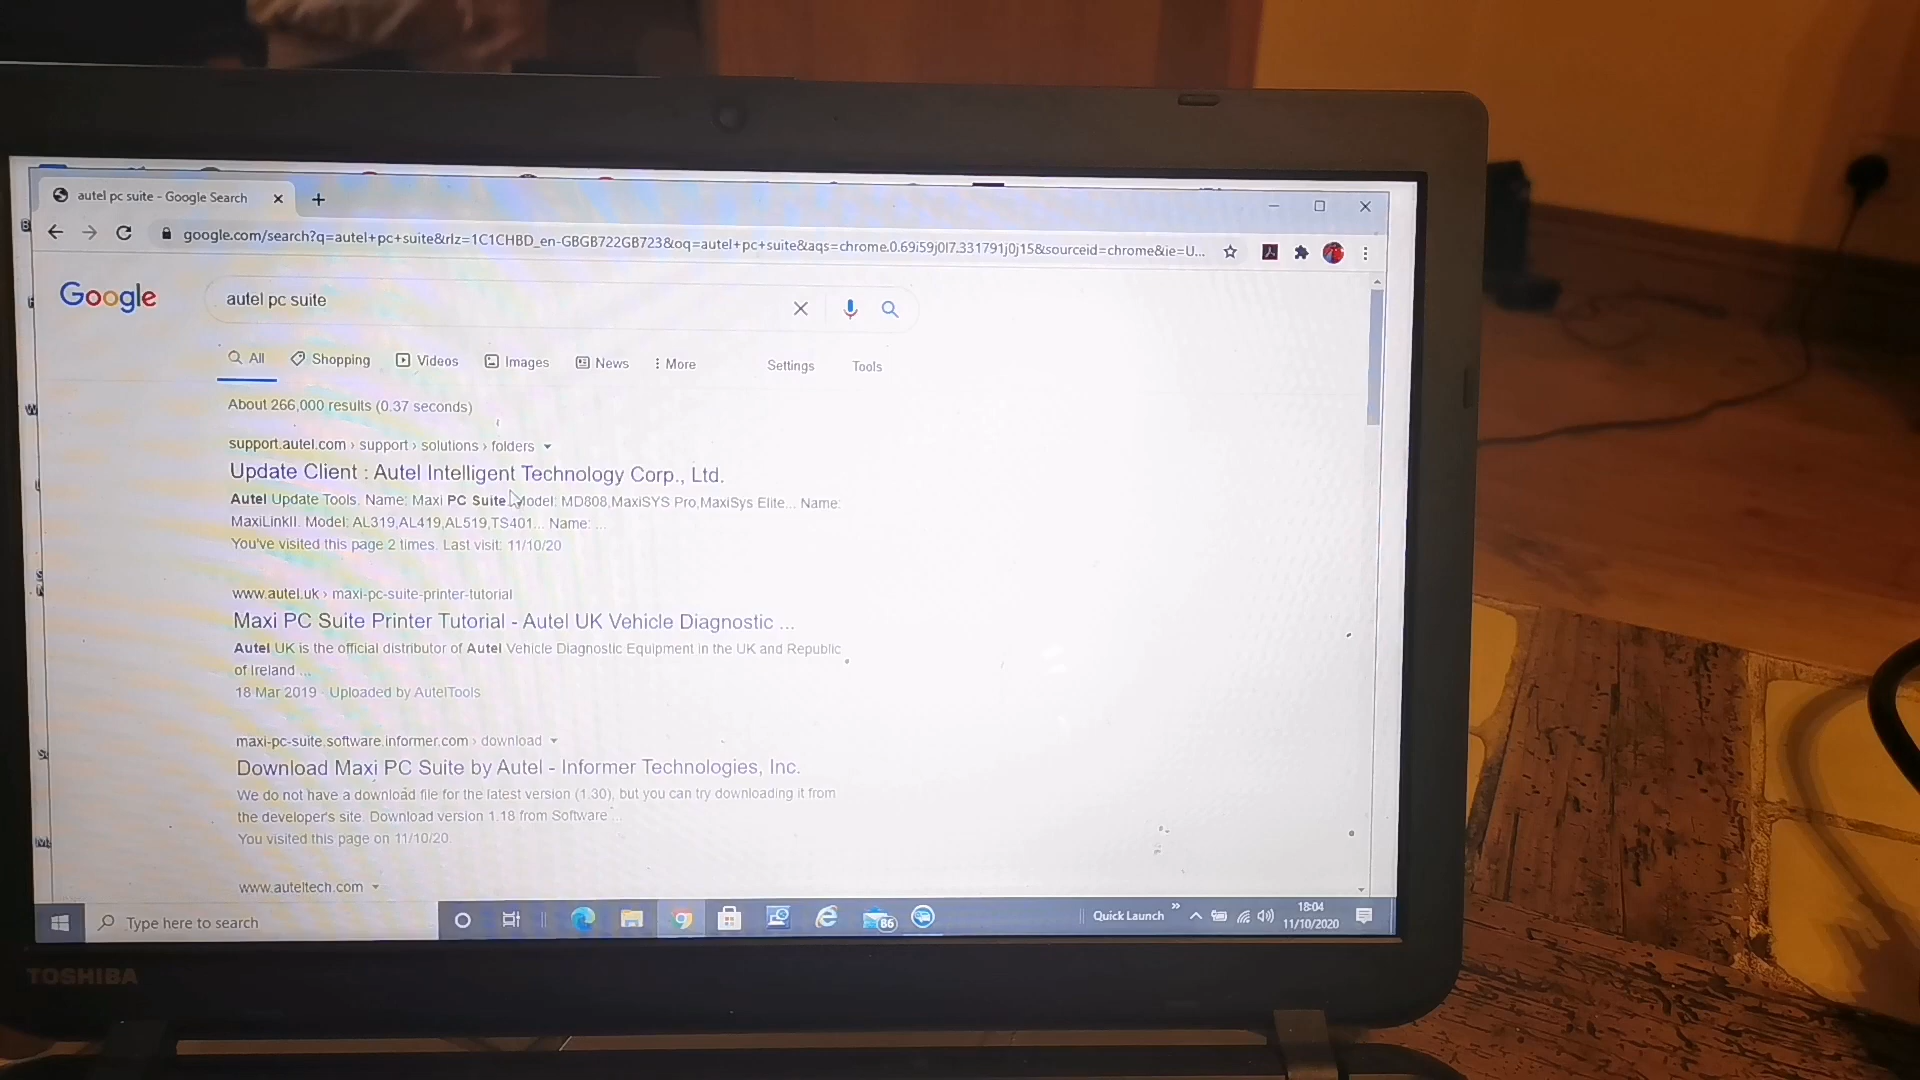 autel pc suite - Google Search
google.com/search?q=autel+pc+suite&rlz=1C1CHBD_en-GBGB722GB723&oq=autel+pc+suite&aqs=chrome.0.69i59j0l7.331791j0j15&sourceid=chrome&ie=U...
Google
autel pc suite
All Shopping Videos Images News More Settings Tools
About 266,000 results (0.37 seconds)
support.autel.com › support › solutions › folders
Update Client : Autel Intelligent Technology Corp., Ltd.
Autel Update Tools. Name: Maxi PC Suite. Model: MD808,MaxiSYS Pro,MaxiSys Elite... Name:
MaxiLinkII. Model: AL319,AL419,AL519,TS401... Name: ...
You've visited this page 2 times. Last visit: 11/10/20
www.autel.uk › maxi-pc-suite-printer-tutorial
Maxi PC Suite Printer Tutorial - Autel UK Vehicle Diagnostic ...
Autel UK is the official distributor of Autel Vehicle Diagnostic Equipment in the UK and Republic
of Ireland ...
18 Mar 2019 · Uploaded by AutelTools
maxi-pc-suite.software.informer.com › download
Download Maxi PC Suite by Autel - Informer Technologies, Inc.
We do not have a download file for the latest version (1.30), but you can try downloading it from
the developer's site. Download version 1.18 from Software ...
You visited this page on 11/10/20.
www.auteltech.com
Type here to search
86
Quick Launch
18:04
11/10/2020
TOSHIBA